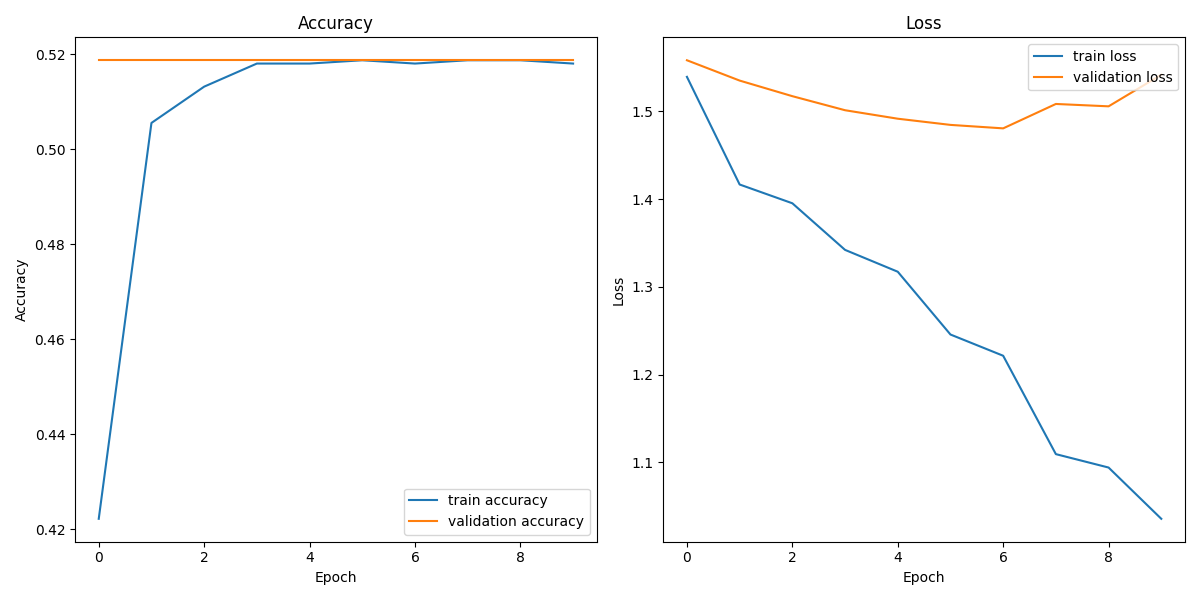 Accuracy
0.52
0.50
0.48
0.46
0.44
0.42
Accuracy
train accuracy
validation accuracy
0 2 4 6 8
Epoch
Loss
1.5
1.4
1.3
1.2
1.1
Loss
train loss
validation loss
0 2 4 6 8
Epoch